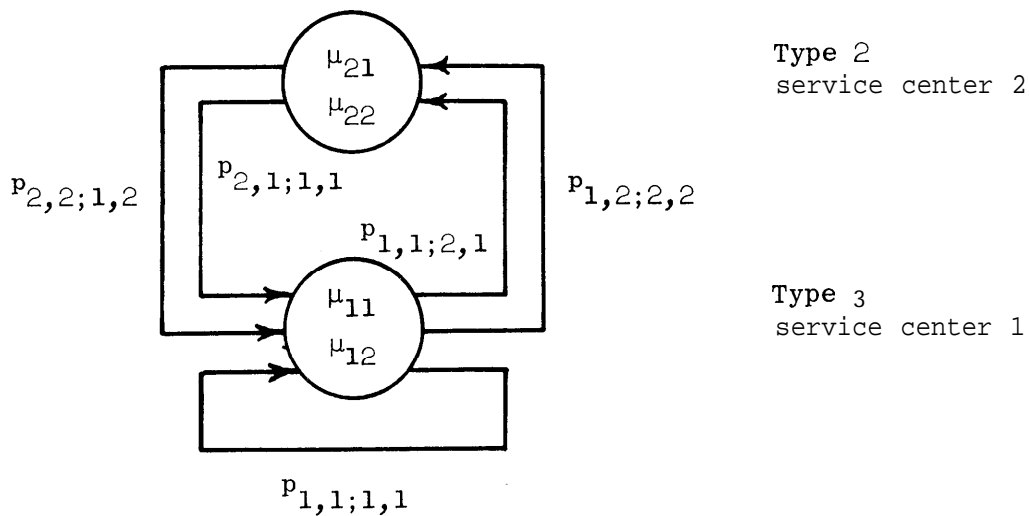 μ21
μ22
Type 2
service center 2
p2,2;1,2
p2,1;1,1
p1,2;2,2
p1,1;2,1
μ11
μ12
Type 3
service center 1
p1,1;1,1